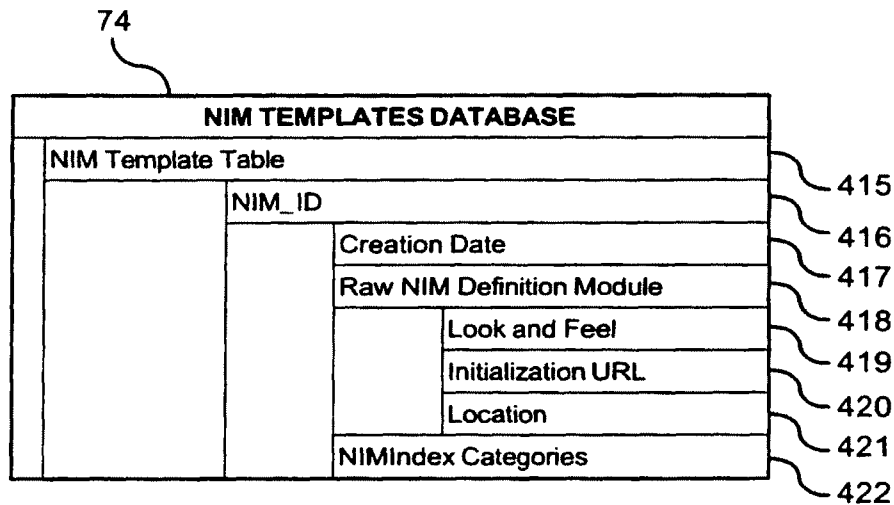 74
NIM TEMPLATES DATABASE
NIM Template Table
415
NIM_ID
416
Creation Date
417
Raw NIM Definition Module
418
Look and Feel
419
Initialization URL
420
Location
421
NIMIndex Categories
422